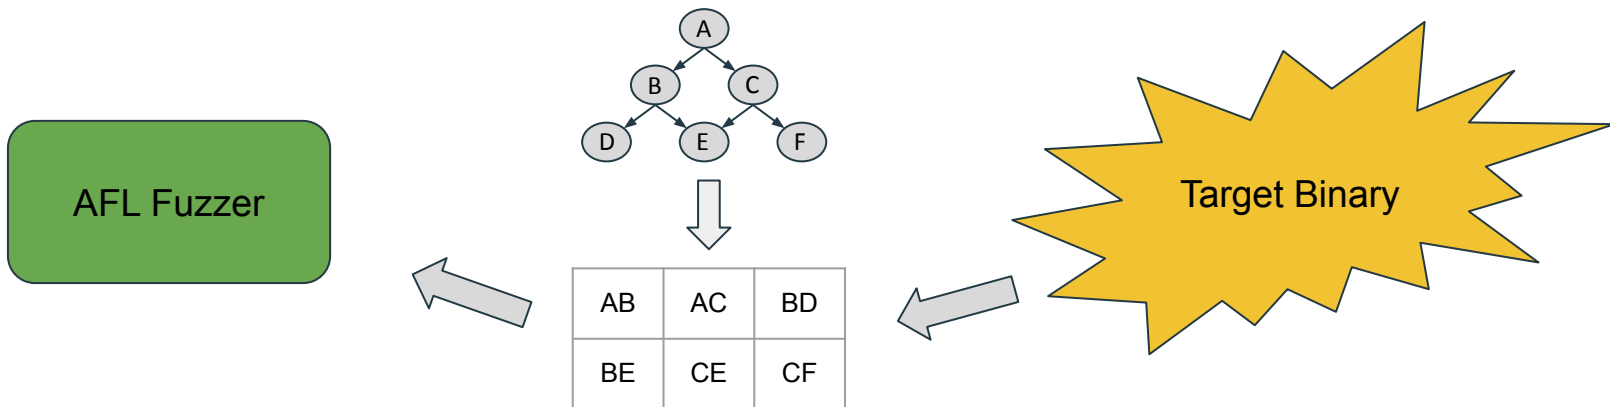 A
B
C
D
E
F
AFL Fuzzer
Target Binary
AB AC BD
BE CE CF